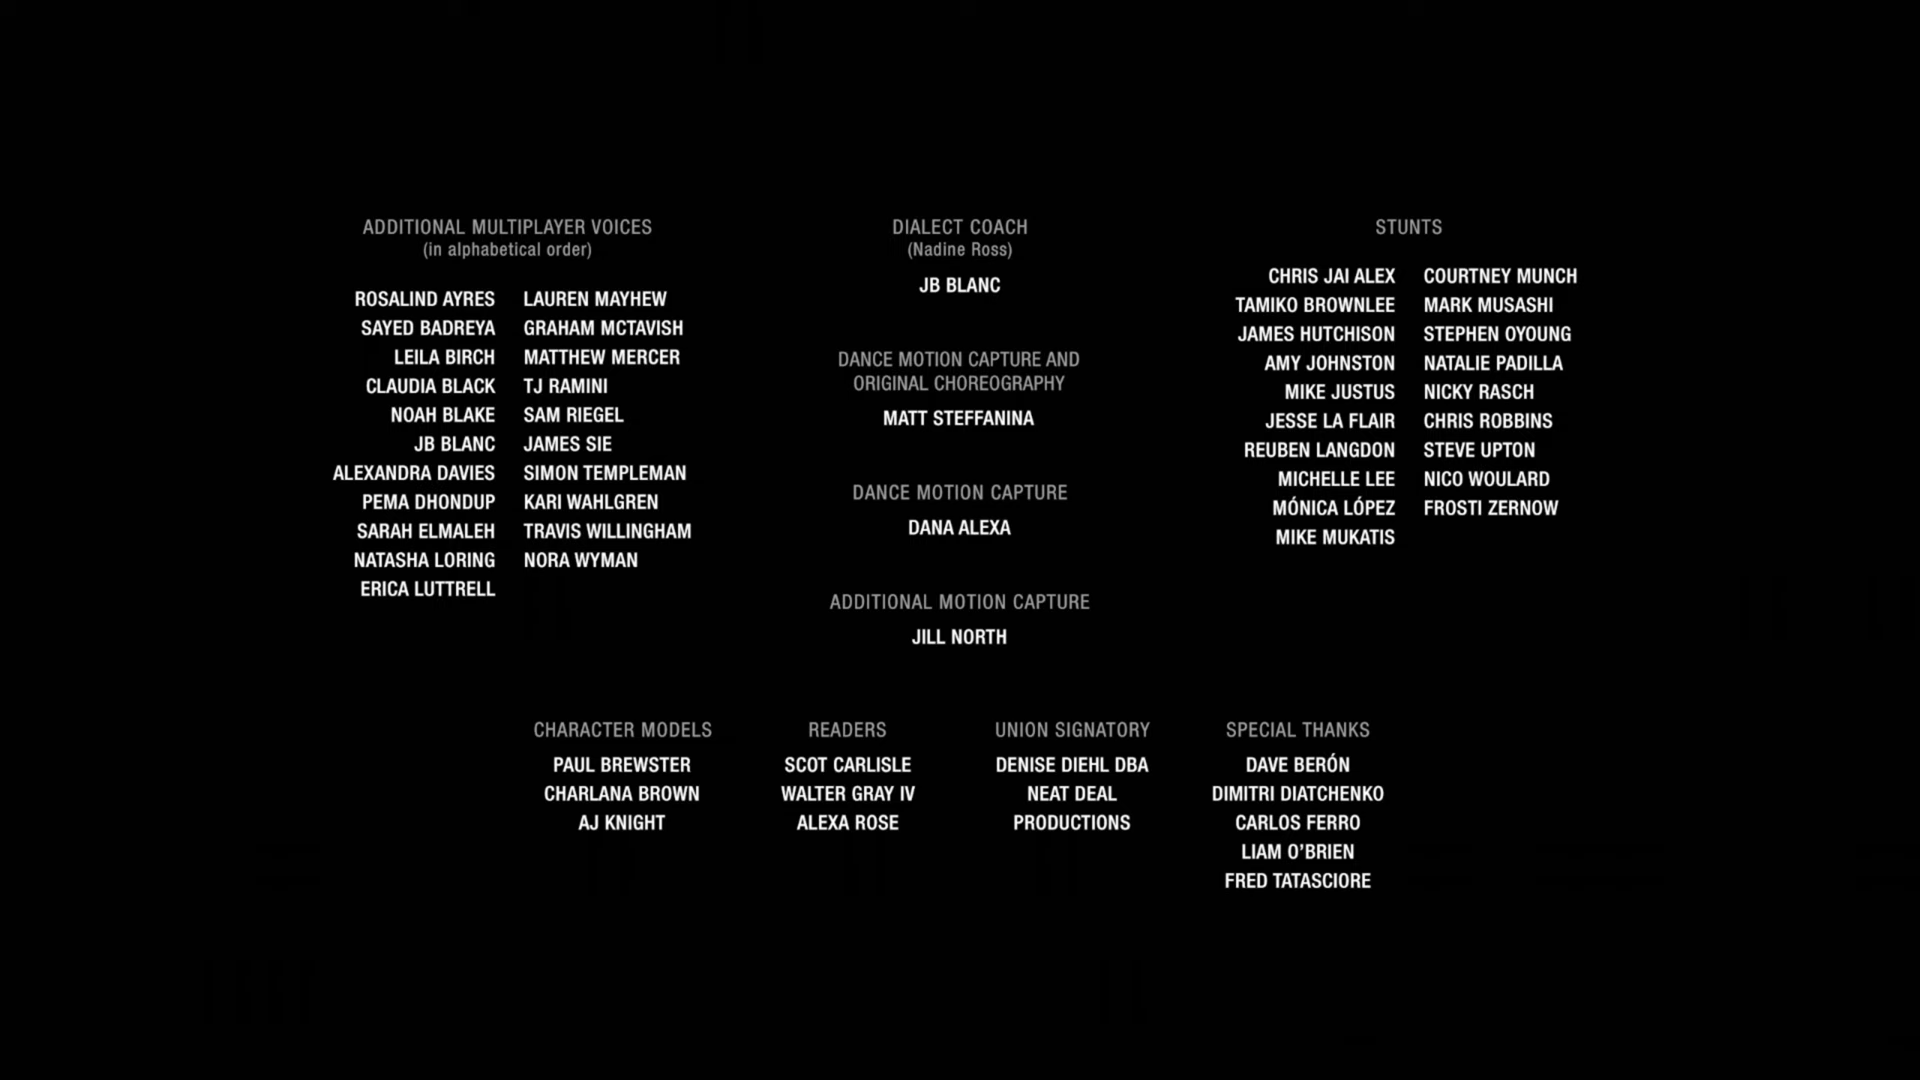 ADDITIONAL MULTIPLAYER VOICES
(in alphabetical order)
ROSALIND AYRES LAUREN MAYHEW
SAYED BADREYA GRAHAM MCTAVISH
LEILA BIRCH MATTHEW MERCER
CLAUDIA BLACK TJ RAMINI
NOAH BLAKE SAM RIEGEL
JB BLANC JAMES SIE
ALEXANDRA DAVIES SIMON TEMPLEMAN
PEMA DHONDUP KARI WAHLGREN
SARAH ELMALEH TRAVIS WILLINGHAM
NATASHA LORING NORA WYMAN
ERICA LUTTRELL
DIALECT COACH
(Nadine Ross)
JB BLANC
DANCE MOTION CAPTURE AND
ORIGINAL CHOREOGRAPHY
MATT STEFFANINA
DANCE MOTION CAPTURE
DANA ALEXA
ADDITIONAL MOTION CAPTURE
JILL NORTH
STUNTS
CHRIS JAI ALEX COURTNEY MUNCH
TAMIKO BROWNLEE MARK MUSASHI
JAMES HUTCHISON STEPHEN OYOUNG
AMY JOHNSTON NATALIE PADILLA
MIKE JUSTUS NICKY RASCH
JESSE LA FLAIR CHRIS ROBBINS
REUBEN LANGDON STEVE UPTON
MICHELLE LEE NICO WOULARD
MÓNICA LÓPEZ FROSTI ZERNOW
MIKE MUKATIS
CHARACTER MODELS
PAUL BREWSTER
CHARLANA BROWN
AJ KNIGHT
READERS
SCOT CARLISLE
WALTER GRAY IV
ALEXA ROSE
UNION SIGNATORY
DENISE DIEHL DBA
NEAT DEAL
PRODUCTIONS
SPECIAL THANKS
DAVE BERÓN
DIMITRI DIATCHENKO
CARLOS FERRO
LIAM O’BRIEN
FRED TATASCIORE